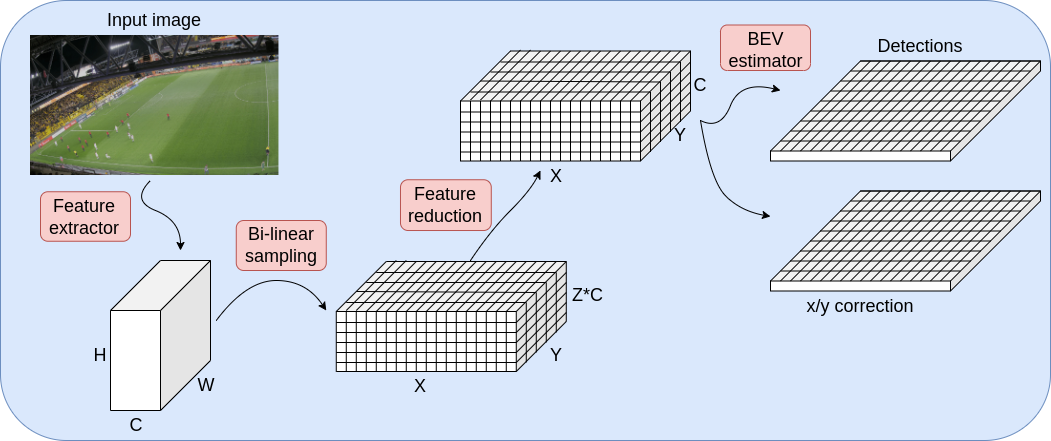 Input image
Feature
extractor
H
W
C
Bi-linear
sampling
Z*C
Y
X
Feature
reduction
C
Y
X
BEV
estimator
Detections
x/y correction